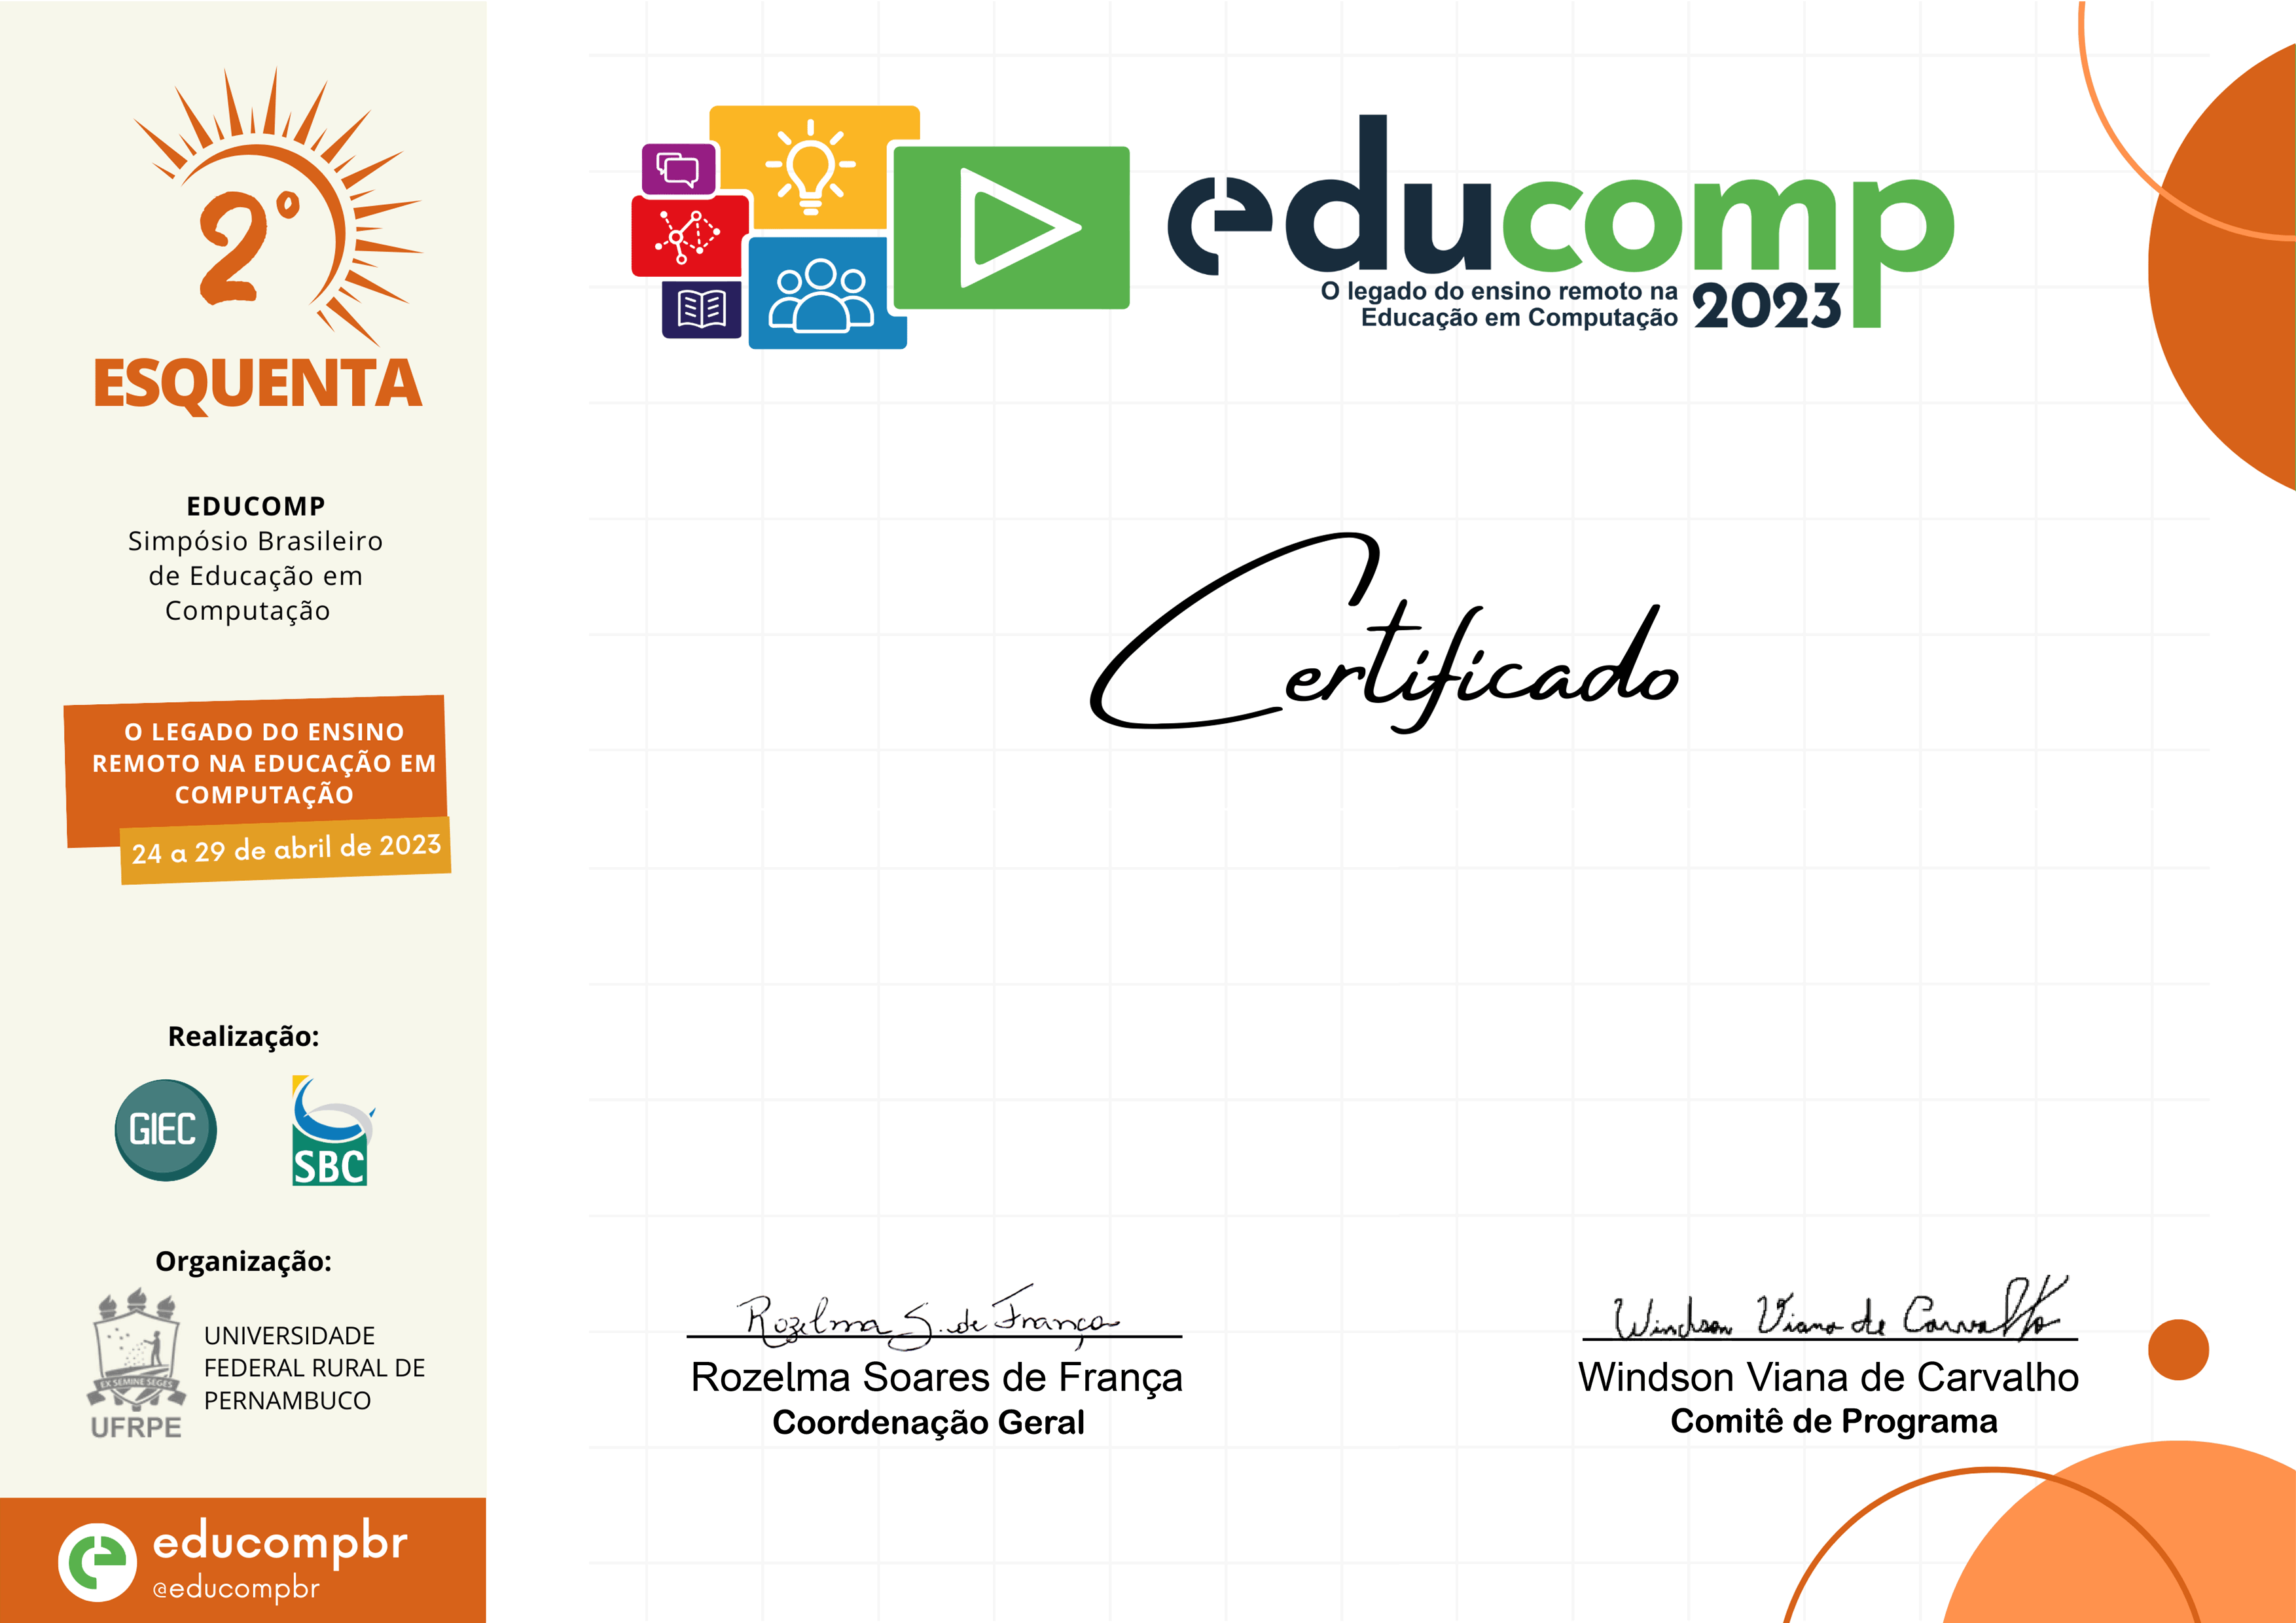 2º
ESQUENTA
EDUCOMP
Simpósio Brasileiro
de Educação em
Computação
O LEGADO DO ENSINO
REMOTO NA EDUCAÇÃO EM
COMPUTAÇÃO
24 a 29 de abril de 2023
Realização:
GIEC
SBC
Organização:
EX SEMINE SEGES
UFRPE
UNIVERSIDADE
FEDERAL RURAL DE
PERNAMBUCO
educompbr
@educompbr
educomp
O legado do ensino remoto na
Educação em Computação
2023
Certificado
Rozelma S. de França
Rozelma Soares de França
Coordenação Geral
Windson Viana de Carvalho
Windson Viana de Carvalho
Comitê de Programa